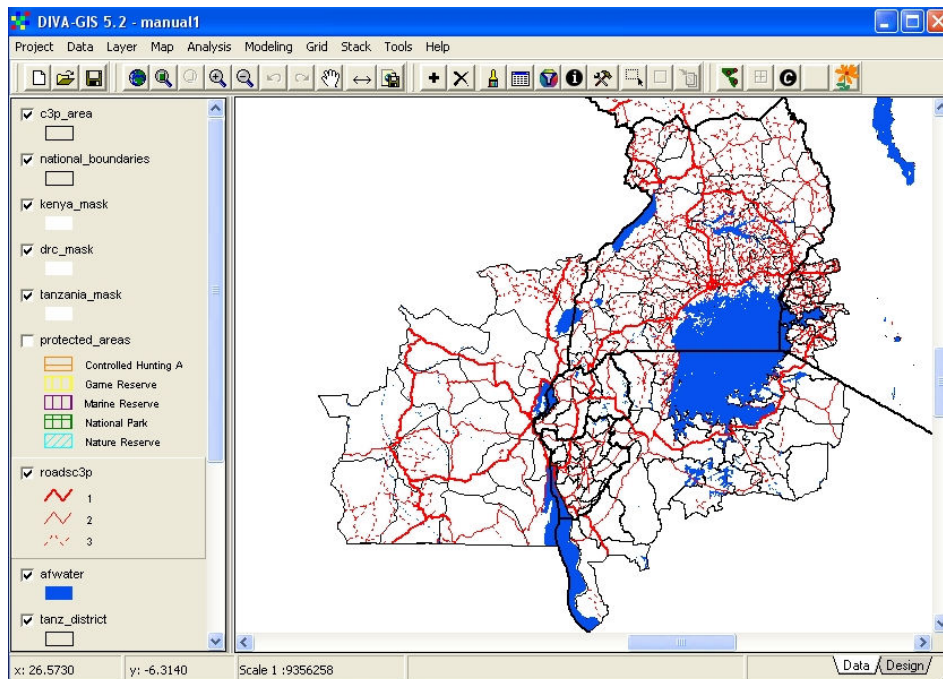 DIVA-GIS 5.2 - manual1
Project Data Layer Map Analysis Modeling Grid Stack Tools Help
c3p_area
national_boundaries
kenya_mask
drc_mask
tanzania_mask
protected_areas
Controlled Hunting A
Game Reserve
Marine Reserve
National Park
Nature Reserve
roadsc3p
1
2
3
afwater
tanz_district
x: 26.5730 y: -6.3140 Scale 1 :9356258 Data Design